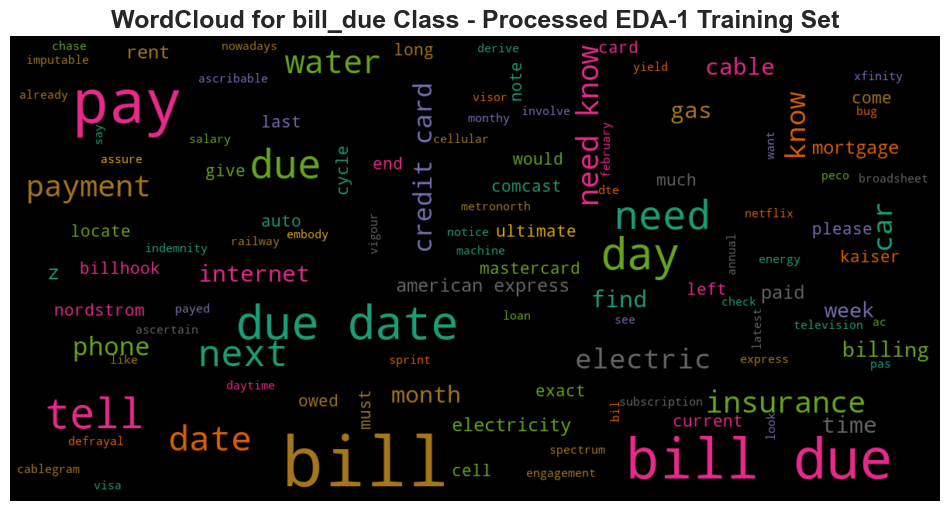 WordCloud for bill_due Class - Processed EDA-1 Training Set
chase
nowadays
rent
long
derive
card
imputable
water
need know
cable
yield
xfinity
ascribable
note
visor
come
already
pay
credit card
involve
monthy
gas
bug
know
last
say
salary
cellular
february
want
mortgage
assure
due
cycle
end
would
give
much
peco
broadsheet
payment
comcast
dte
metronorth
need
netflix
car
auto
vigour
notice
ultimate
please
locate
railway
embody
day
annual
indemnity
machine
kaiser
z
billhook
internet
mastercard
energy
american express
find
left
paid
check
nordstrom
payed
due date
loan
see
week
latest
television
ac
ascertain
phone
next
sprint
electric
express
billing
like
pas
daytime
owed
must
month
exact
subscription
insurance
tell
bil
current
look
time
defrayal
date
electricity
bill
spectrum
bill due
cablegram
cell
engagement
visa